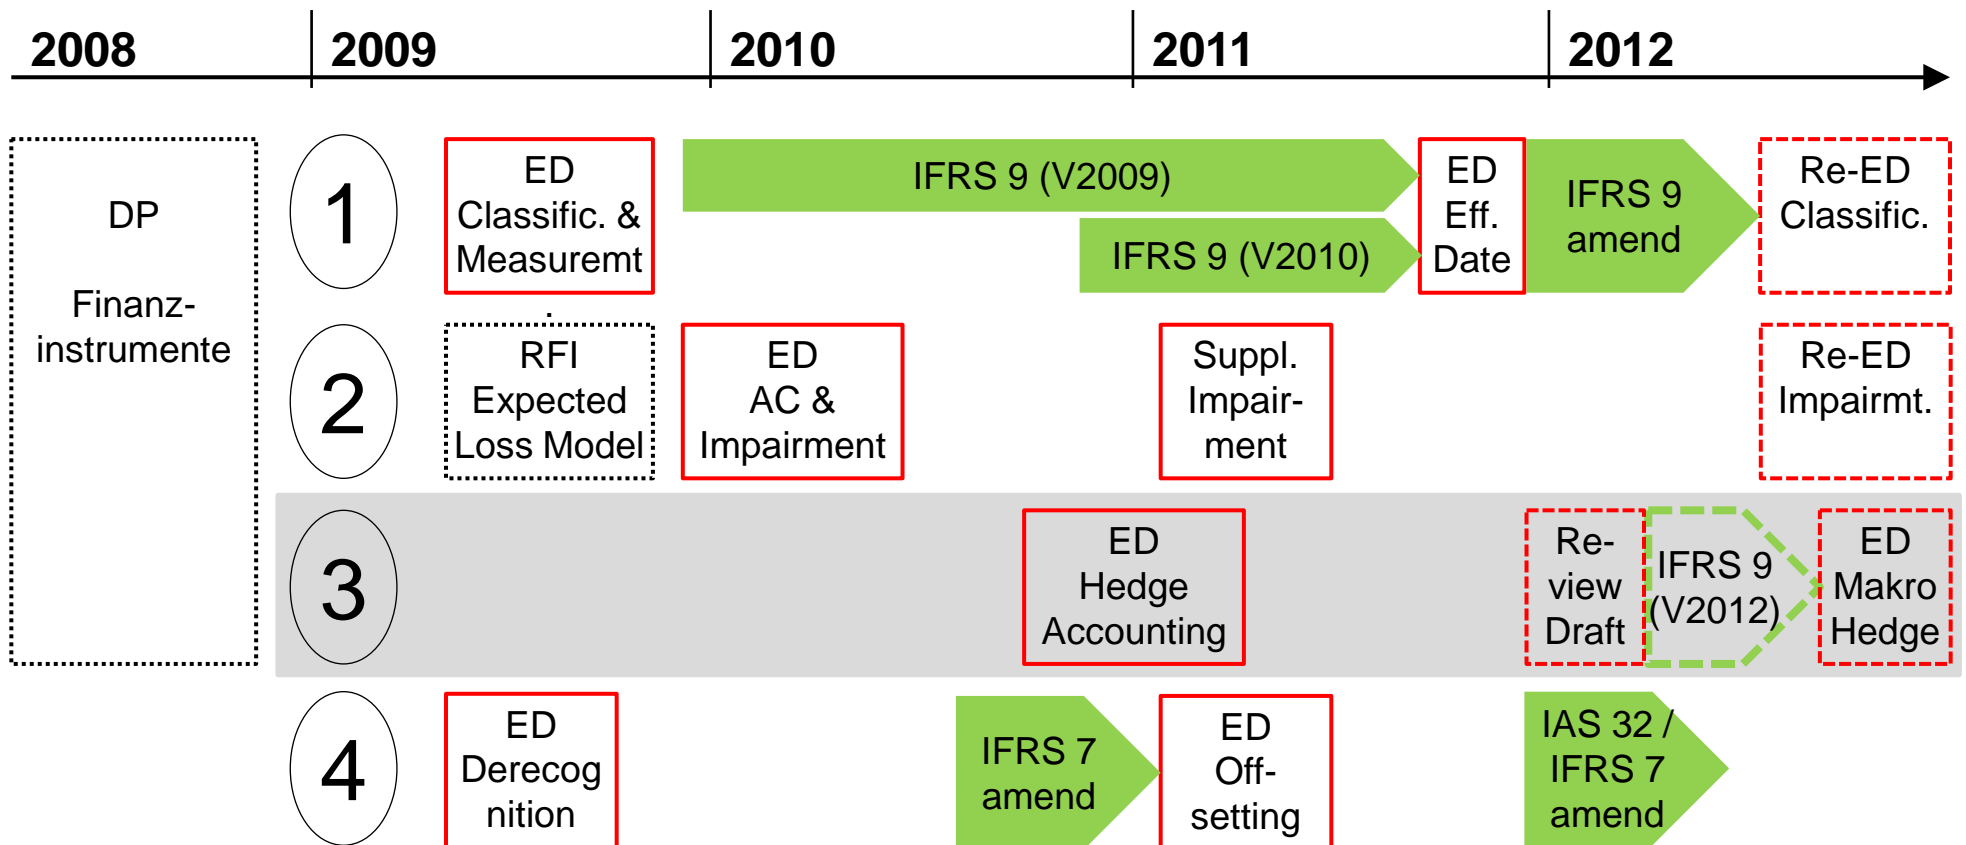 2008
2009
2010
2011
2012
DP
Finanz-
instrumente
1
ED
Classific. &
Measuremt
.
IFRS 9 (V2009)
IFRS 9 (V2010)
ED
Eff.
Date
IFRS 9
amend
Re-ED
Classific.
2
RFI
Expected
Loss Model
ED
AC &
Impairment
Suppl.
Impair-
ment
Re-ED
Impairmt.
3
ED
Hedge
Accounting
Re-
view
Draft
IFRS 9
(V2012)
ED
Makro
Hedge
4
ED
Derecog
nition
IFRS 7
amend
ED
Off-
setting
IAS 32 /
IFRS 7
amend